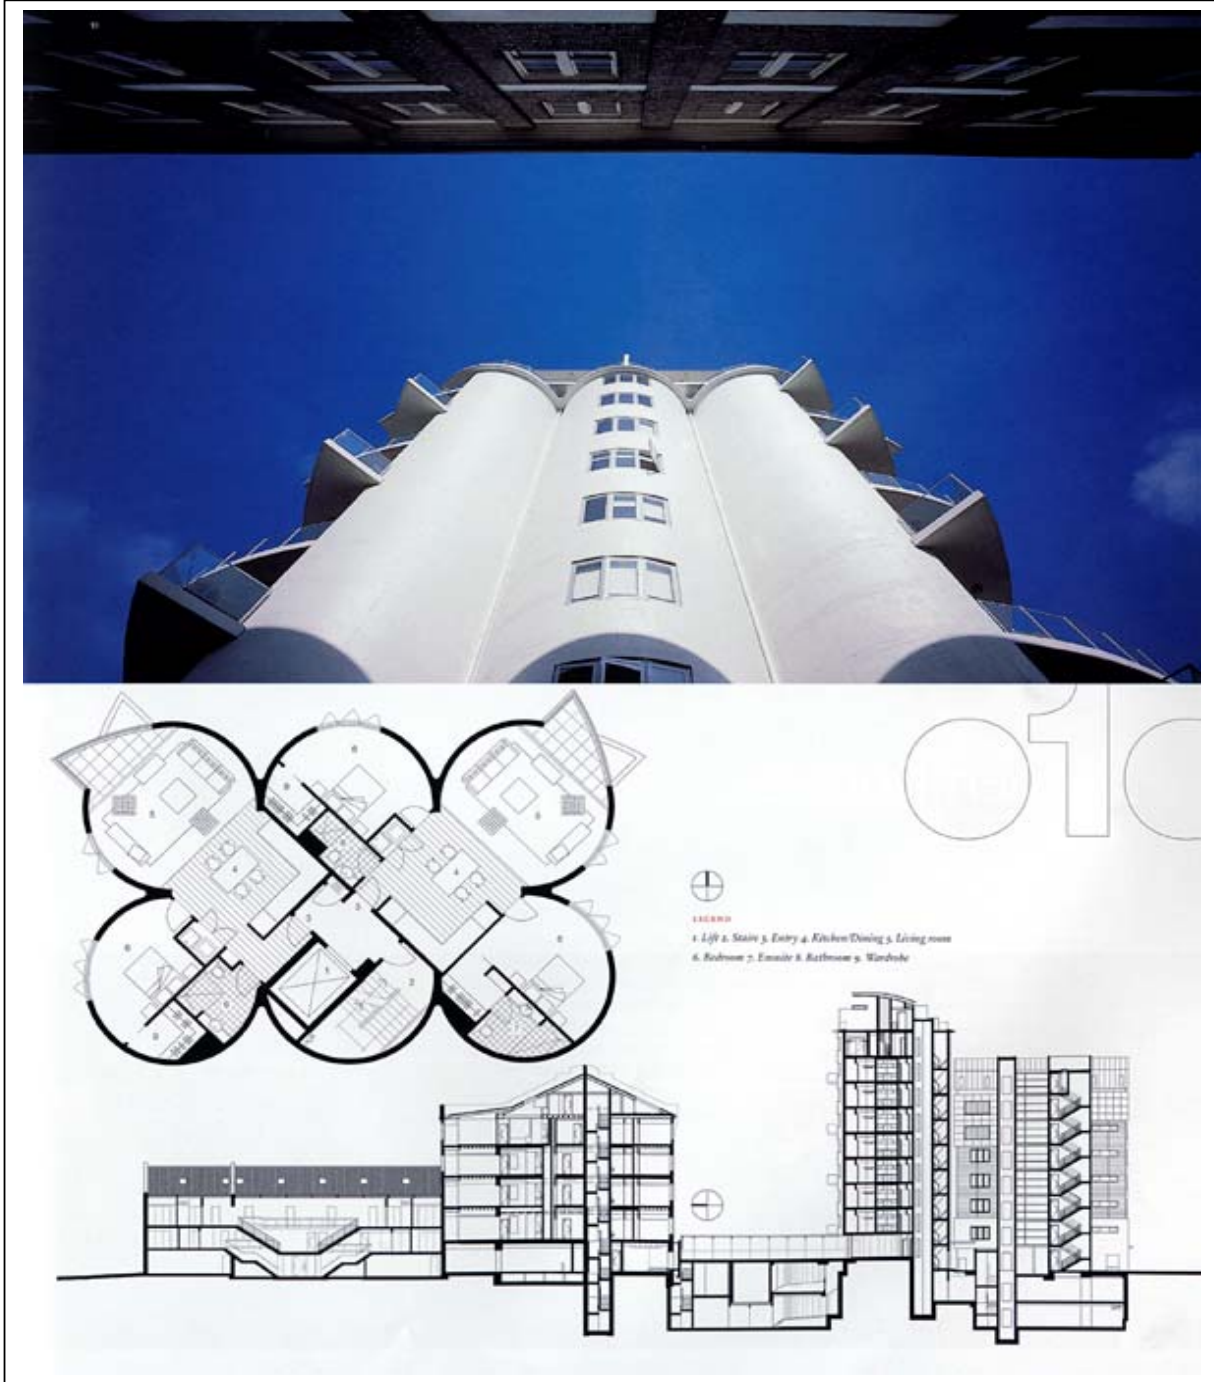 010
LEGEND
1. Lift 2. Stairs 3. Entry 4. Kitchen/Dining 5. Living room
6. Bedroom 7. Ensuite 8. Bathroom 9. Wardrobe